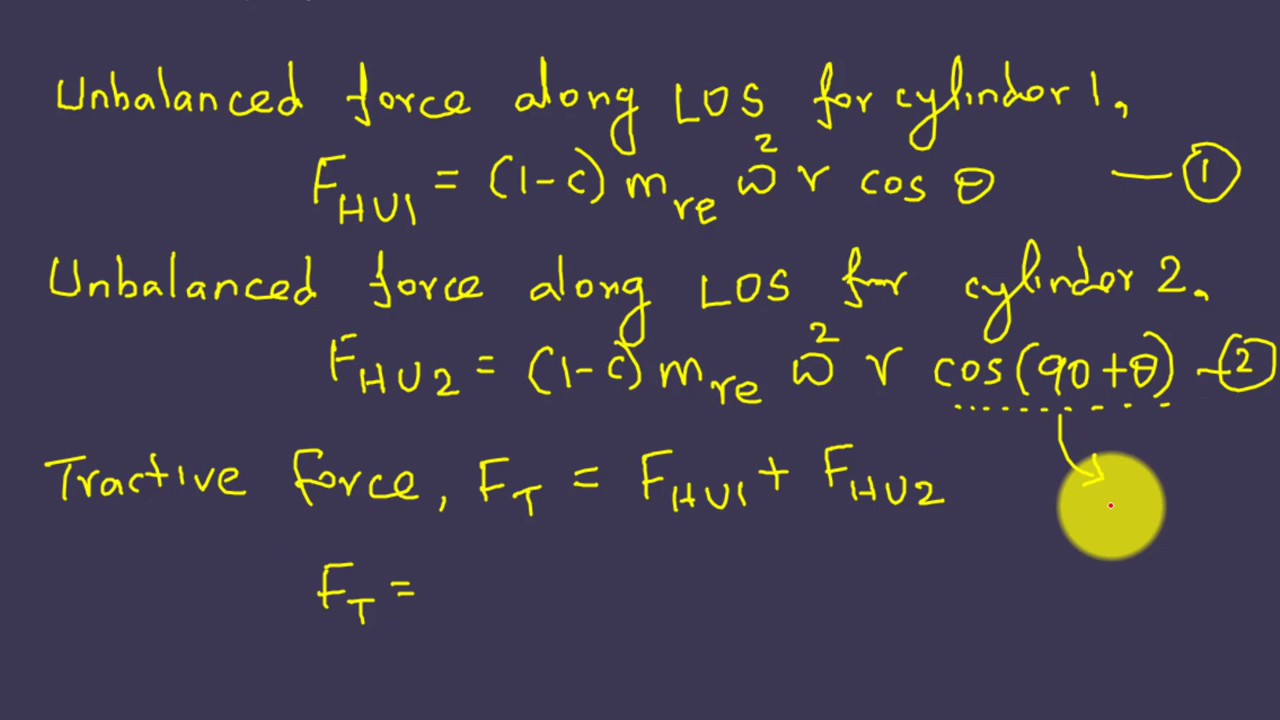 Unbalanced force along LOS for cylinder 1,
F_HU1 = (1-c) m_re ω² r cos θ — ①
Unbalanced force along LOS for cylinder 2,
F_HU2 = (1-c) m_re ω² r cos(90+θ) — ②
Tractive force, F_T = F_HU1 + F_HU2
F_T =